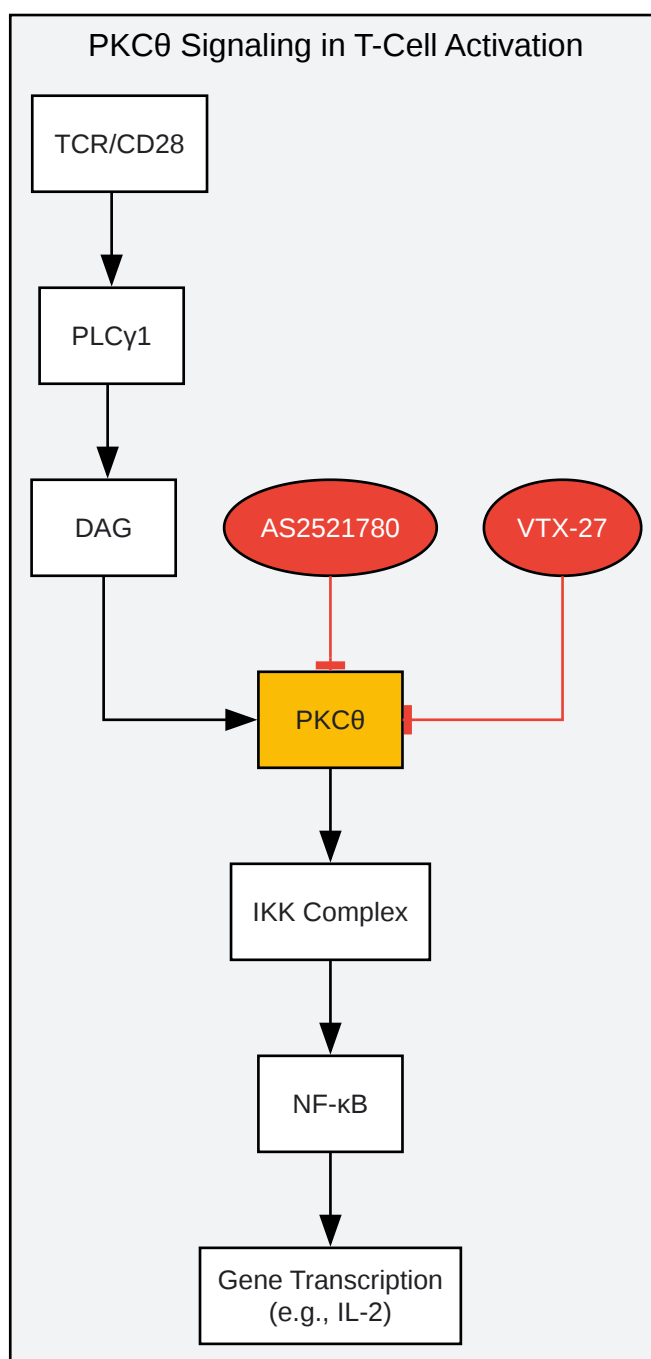 PKCθ Signaling in T-Cell Activation
TCR/CD28
PLCγ1
DAG
AS2521780
VTX-27
PKCθ
IKK Complex
NF-κB
Gene Transcription
(e.g., IL-2)